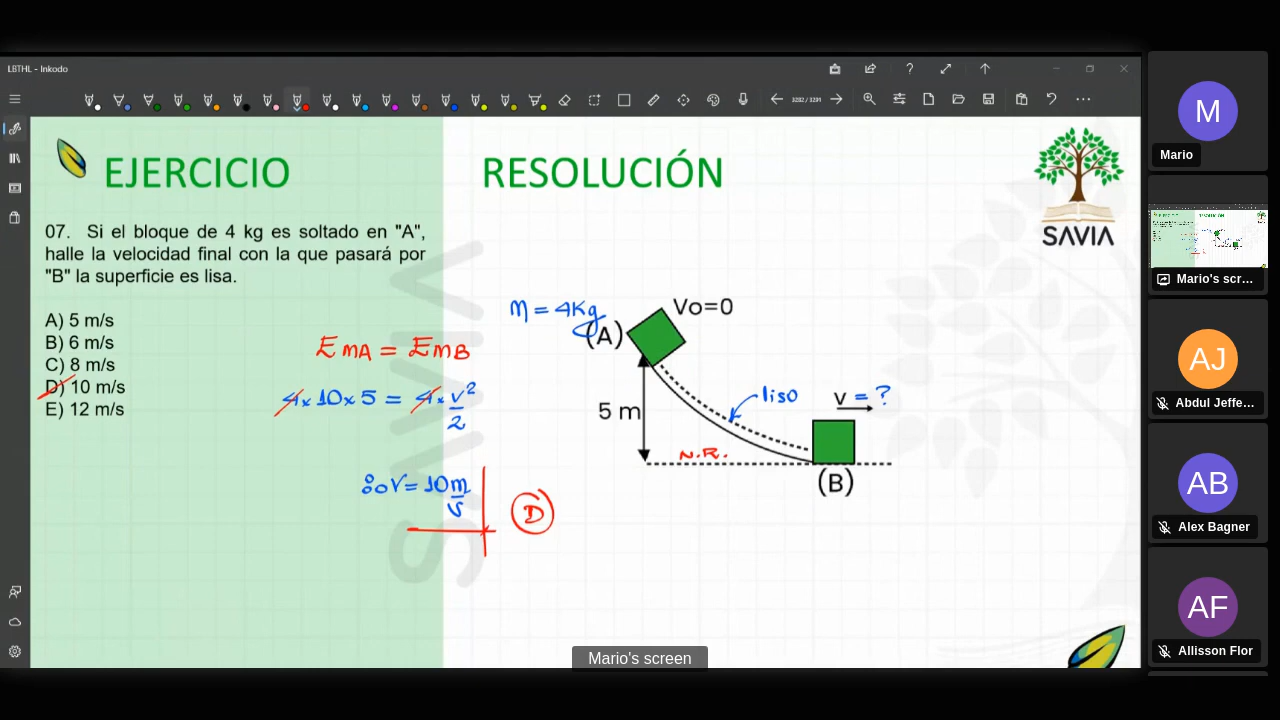 LBTHL - Inkodo
3282 / 3291
EJERCICIO
RESOLUCIÓN
SAVIA
07. Si el bloque de 4 kg es soltado en "A",
halle la velocidad final con la que pasará por
"B" la superficie es lisa.
A) 5 m/s
B) 6 m/s
C) 8 m/s
D) 10 m/s
E) 12 m/s
EMA = EMB
4 x 10 x 5 = 4 x v²/2
∴ V = 10 m/s
D
M = 4Kg
(A)
Vo=0
5 m
liso
v = ?
N.R.
(B)
SAVIA
Mario's screen
M
Mario
Mario's scr...
AJ
Abdul Jeffe...
AB
Alex Bagner
AF
Allisson Flor